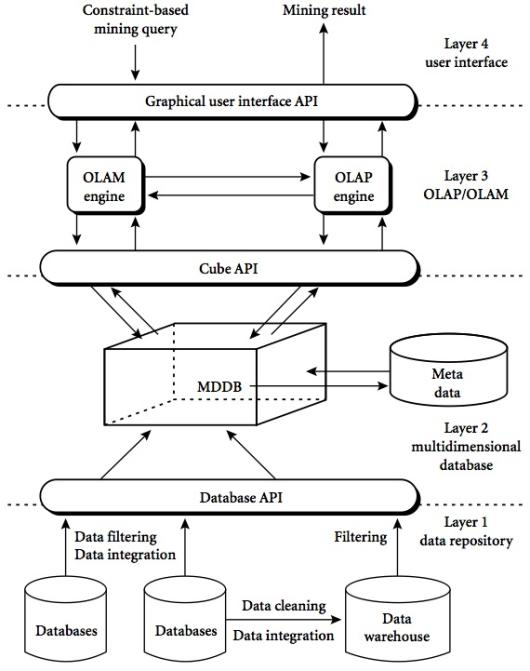 Constraint-based
mining query
Mining result
Layer 4
user interface
Graphical user interface API
OLAM
engine
OLAP
engine
Layer 3
OLAP/OLAM
Cube API
MDDB
Meta
data
Layer 2
multidimensional
database
Database API
Layer 1
data repository
Data filtering
Data integration
Filtering
Databases
Databases
Data cleaning
Data integration
Data
warehouse